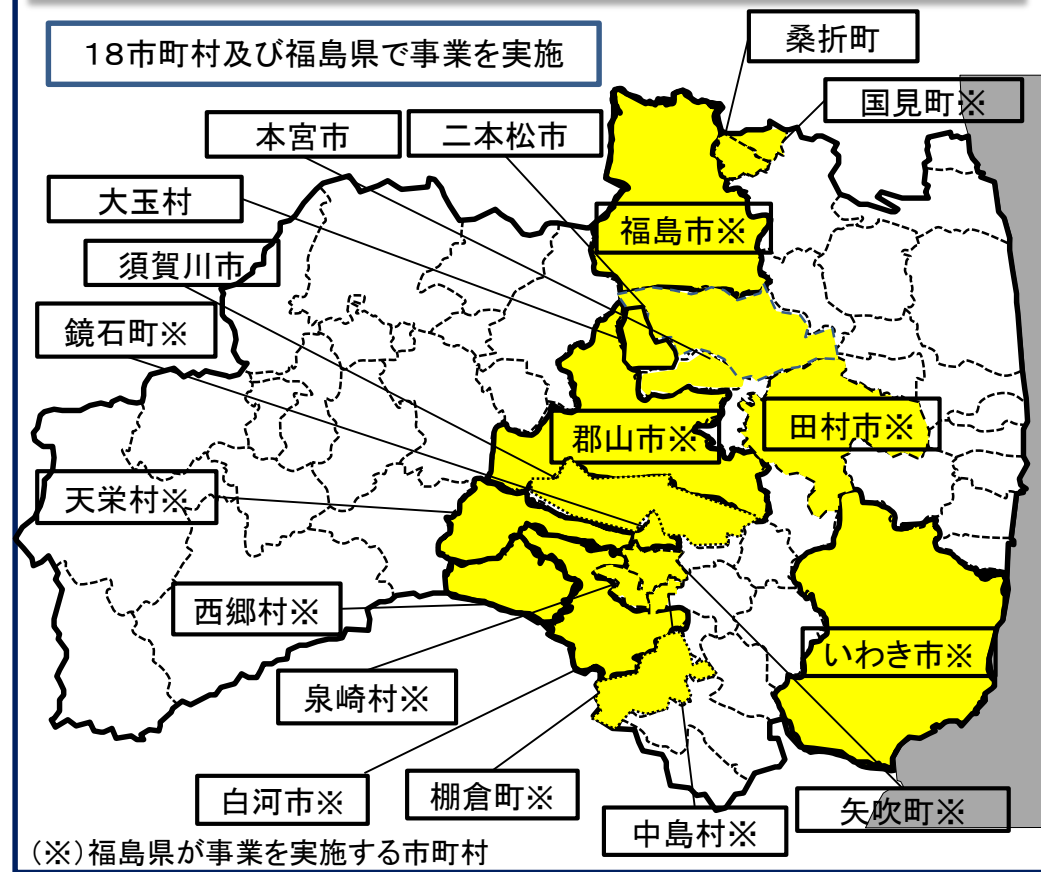 18市町村及び福島県で事業を実施
桑折町
国見町※
本宮市
二本松市
大玉村
福島市※
須賀川市
鏡石町※
郡山市※
田村市※
天栄村※
西郷村※
いわき市※
泉崎村※
白河市※
棚倉町※
中島村※
矢吹町※
(※)福島県が事業を実施する市町村